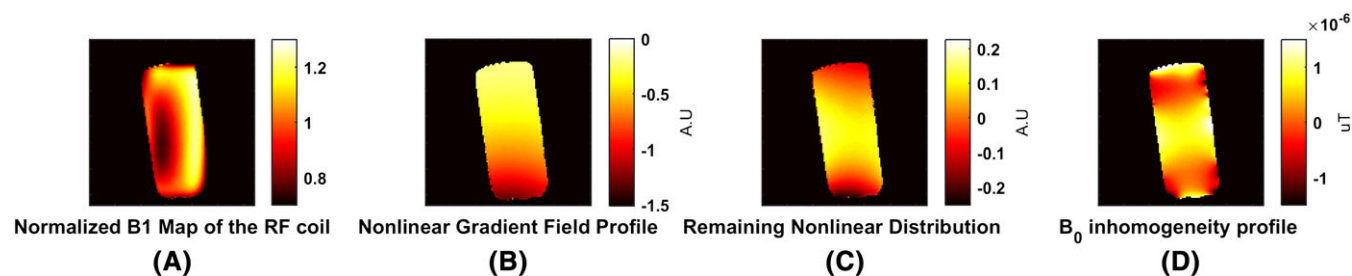 1.2
1
0.8
Normalized B1 Map of the RF coil
(A)
0
-0.5
-1
-1.5
A.U
Nonlinear Gradient Field Profile
(B)
0.2
0.1
0
-0.1
-0.2
A.U
Remaining Nonlinear Distribution
(C)
×10⁻⁶
1
0
-1
uT
B₀ inhomogeneity profile
(D)